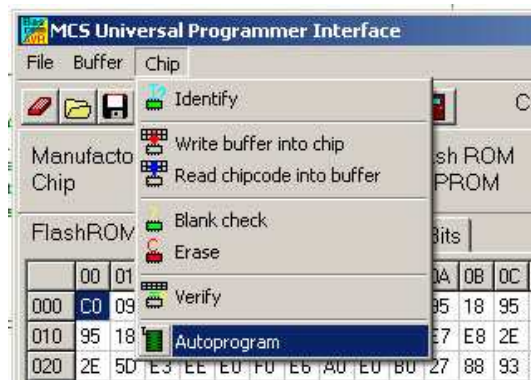 MCS Universal Programmer Interface
File Buffer Chip
Identify
Write buffer into chip
Read chipcode into buffer
Blank check
Erase
Verify
Autoprogram
C
Manufacto
Chip
sh ROM
PROM
FlashROM
Bits
00 01 0A 0B 0C
000 C0 09 95 18 95
010 95 18 E7 E8 2E
020 2E 5D E3 EE E0 F0 E6 A0 E0 B0 27 88 93